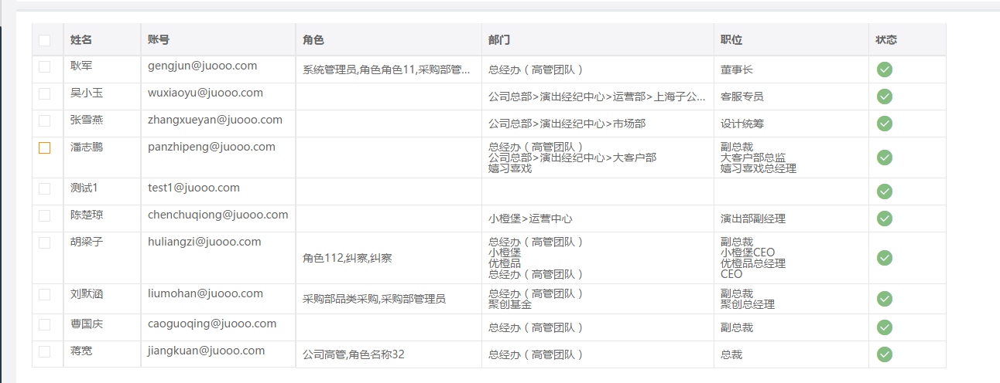 姓名 账号 角色 部门 职位 状态
耿军 gengjun@juooo.com 系统管理员,角色角色11,采购部管... 总经办（高管团队） 董事长
吴小玉 wuxiaoyu@juooo.com 公司总部>演出经纪中心>运营部>上海子公... 客服专员
张雪燕 zhangxueyan@juooo.com 公司总部>演出经纪中心>市场部 设计统筹
潘志鹏 panzhipeng@juooo.com 总经办（高管团队） 副总裁
公司总部>演出经纪中心>大客户部 大客户部总监
嬉习喜戏 嬉习喜戏总经理
测试1 test1@juooo.com
陈楚琼 chenchuqiong@juooo.com 小橙堡>运营中心 演出部副经理
胡梁子 huliangzi@juooo.com 角色112,纠察,纠察 总经办（高管团队） 副总裁
小橙堡 小橙堡CEO
优橙品 优橙品总经理
总经办（高管团队） CEO
刘默涵 liumohan@juooo.com 采购部品类采购,采购部管理员 总经办（高管团队） 副总裁
聚创基金 聚创总经理
曹国庆 caoguoqing@juooo.com 总经办（高管团队） 副总裁
蒋宽 jiangkuan@juooo.com 公司高管,角色名称32 总经办（高管团队） 总裁